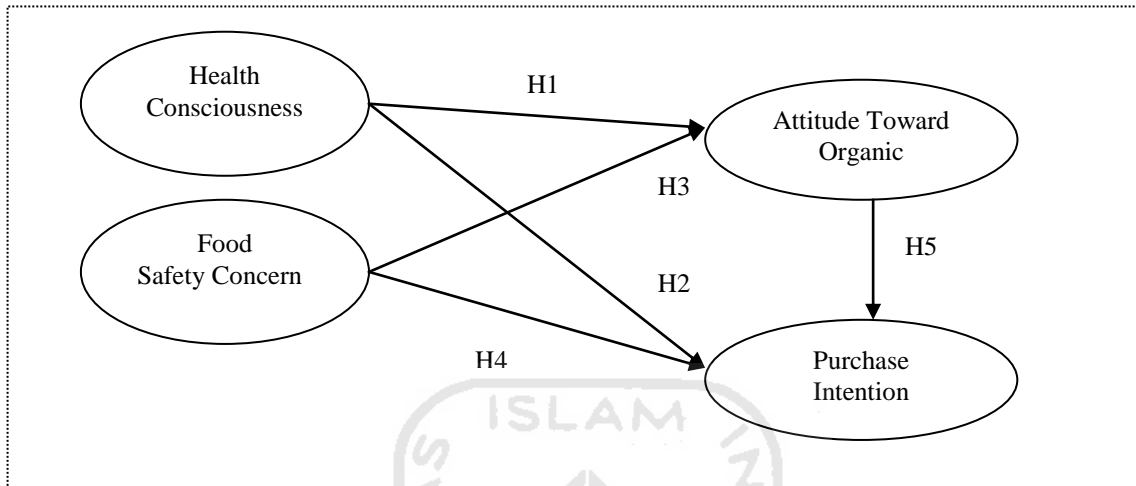 Health
Consciousness
H1
Attitude Toward
Organic
H3
Food
Safety Concern
H5
H2
H4
Purchase
Intention
ISLAM